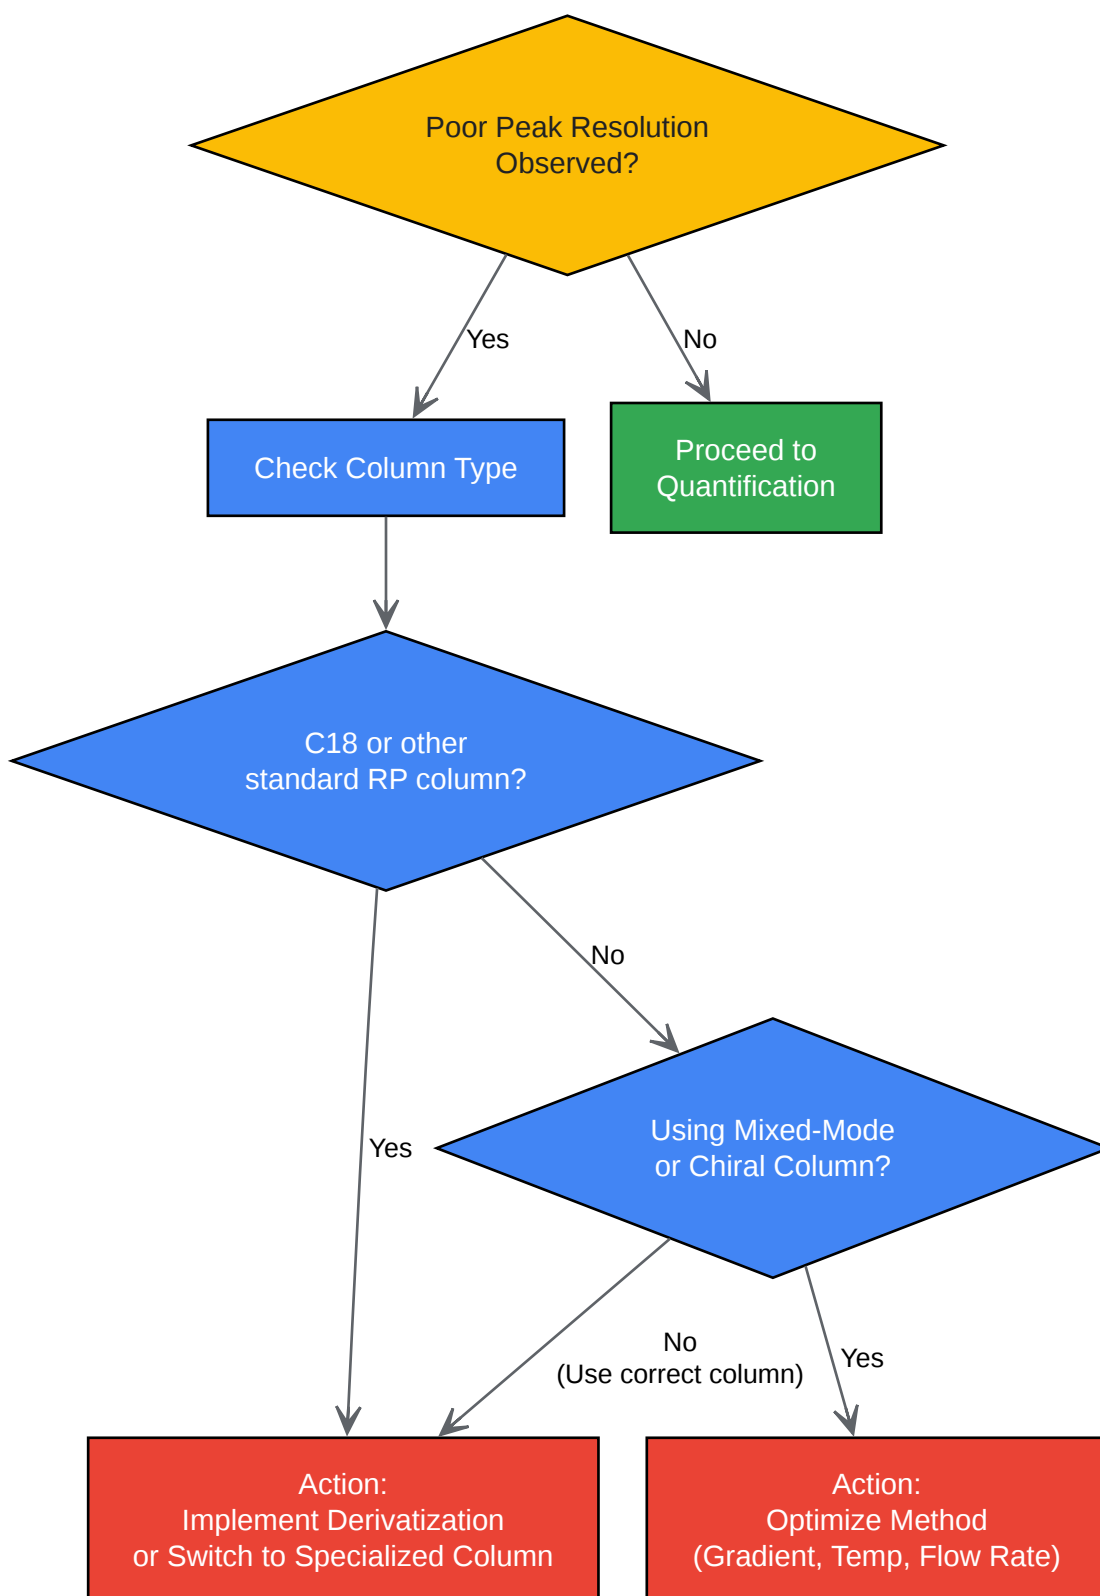 Poor Peak Resolution
Observed?
Yes
No
Check Column Type
Proceed to
Quantification
C18 or other
standard RP column?
No
Yes
Using Mixed-Mode
or Chiral Column?
No
(Use correct column)
Yes
Action:
Implement Derivatization
or Switch to Specialized Column
Action:
Optimize Method
(Gradient, Temp, Flow Rate)